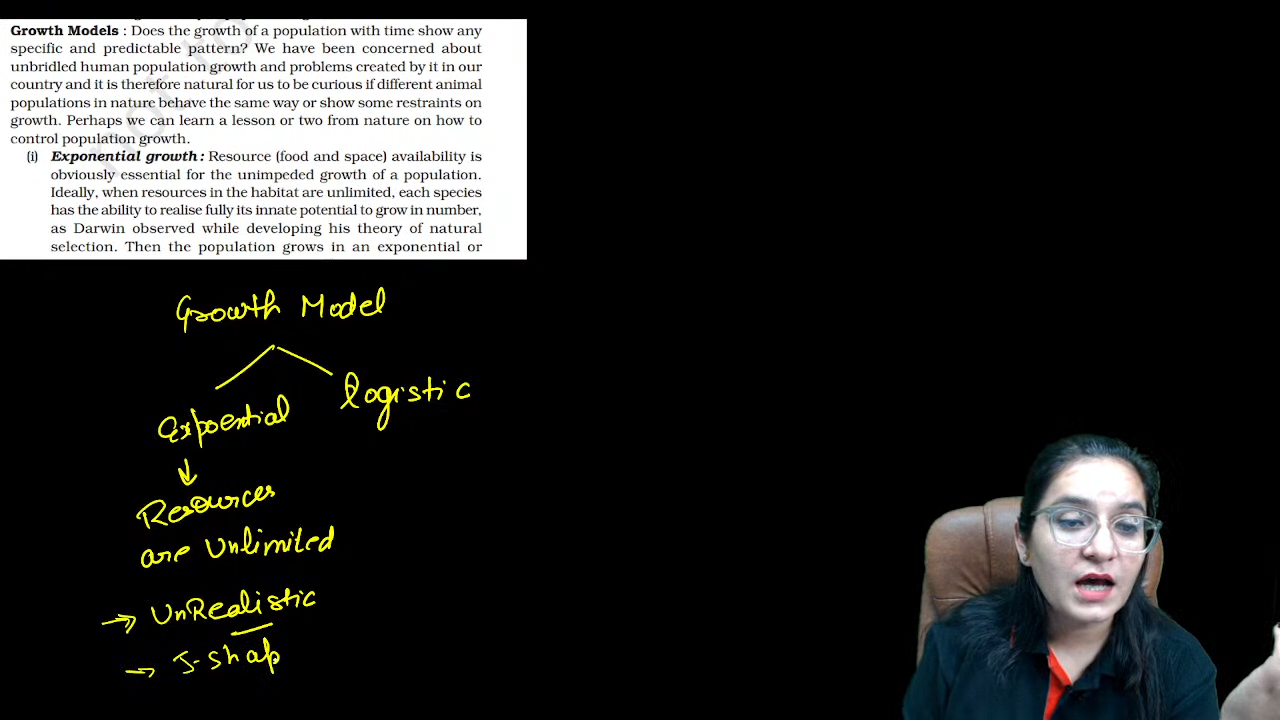 Growth Models : Does the growth of a population with time show any
specific and predictable pattern? We have been concerned about
unbridled human population growth and problems created by it in our
country and it is therefore natural for us to be curious if different animal
populations in nature behave the same way or show some restraints on
growth. Perhaps we can learn a lesson or two from nature on how to
control population growth.
(i) Exponential growth : Resource (food and space) availability is
obviously essential for the unimpeded growth of a population.
Ideally, when resources in the habitat are unlimited, each species
has the ability to realise fully its innate potential to grow in number,
as Darwin observed while developing his theory of natural
selection. Then the population grows in an exponential or
Growth Model
Expoential
logistic
Resources
are Unlimited
→ UnRealistic
→ J-shap